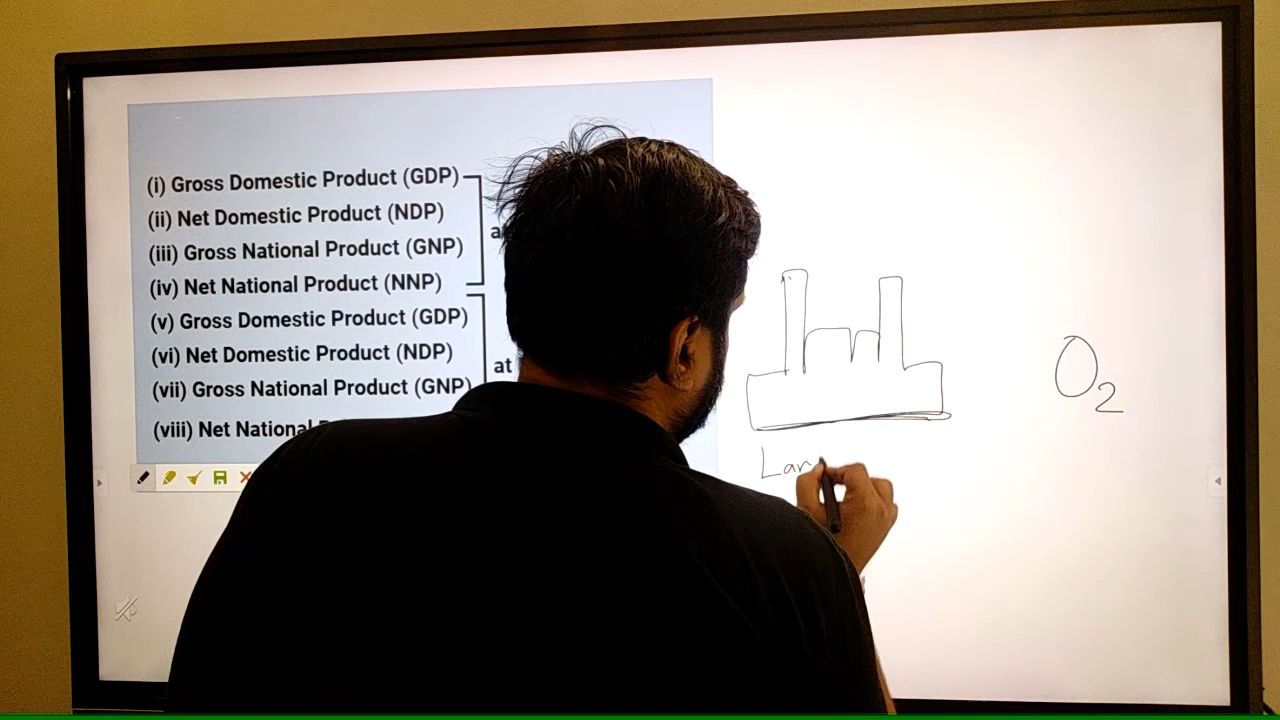 (i) Gross Domestic Product (GDP)
(ii) Net Domestic Product (NDP)
(iii) Gross National Product (GNP)
(iv) Net National Product (NNP)
(v) Gross Domestic Product (GDP)
(vi) Net Domestic Product (NDP)
at
(vii) Gross National Product (GNP)
(viii) Net National
O2